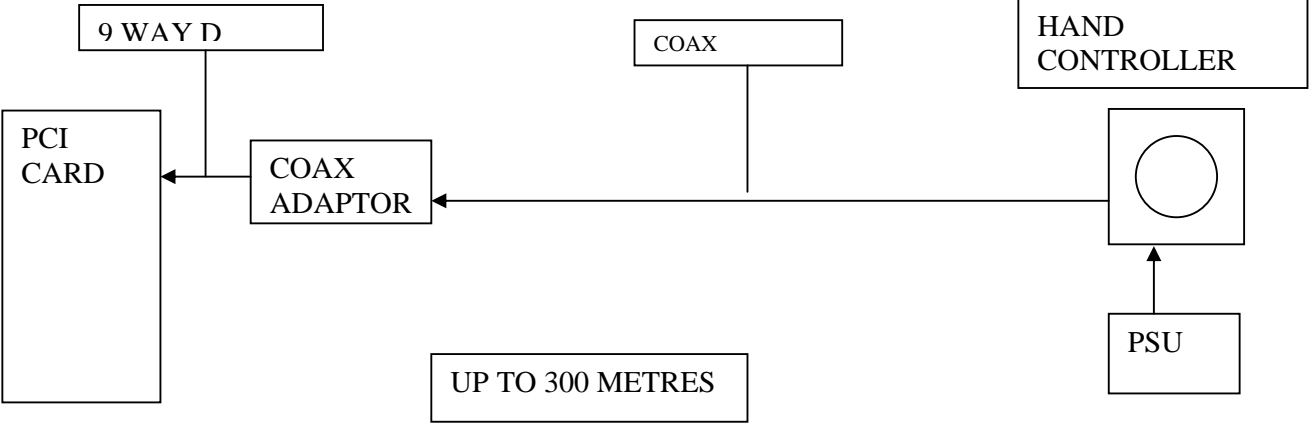 9 WAY D
COAX
HAND
CONTROLLER
PCI
CARD
COAX
ADAPTOR
PSU
UP TO 300 METRES